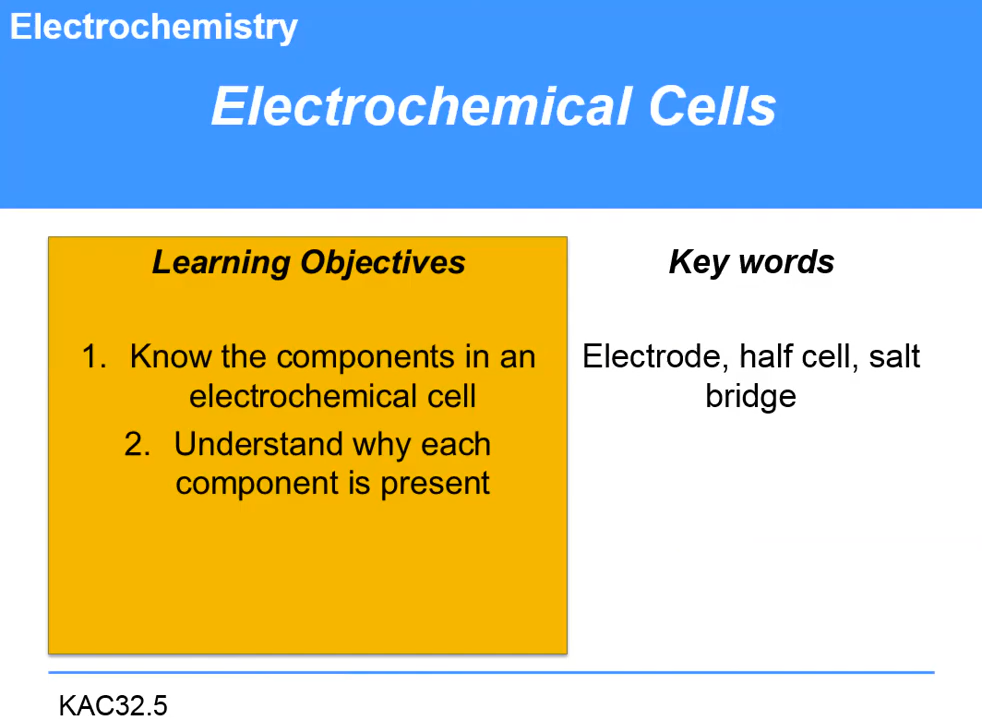 Electrochemistry
Electrochemical Cells
Learning Objectives
1. Know the components in an
electrochemical cell
2. Understand why each
component is present
Key words
Electrode, half cell, salt
bridge
KAC32.5